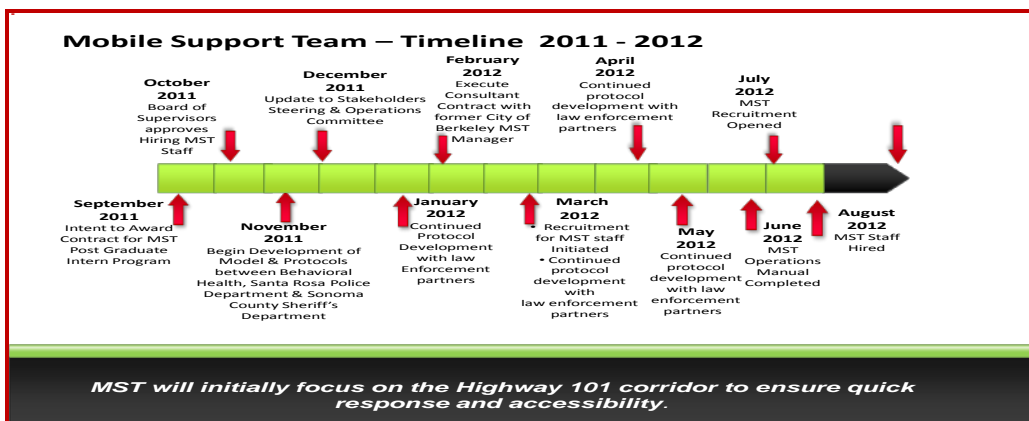 Mobile Support Team – Timeline 2011 - 2012
October
2011
Board of
Supervisors
approves
Hiring MST
Staff
December
2011
Update to Stakeholders
Steering & Operations
Committee
February
2012
Execute
Consultant
Contract with
former City of
Berkeley MST
Manager
April
2012
Continued
protocol
development with
law enforcement
partners
July
2012
MST
Recruitment
Opened
September
2011
Intent to Award
Contract for MST
Post Graduate
Intern Program
November
2011
Begin Development of
Model & Protocols
between Behavioral
Health, Santa Rosa Police
Department & Sonoma
County Sheriff's
Department
January
2012
Continued
Protocol
Development
with law
Enforcement
partners
March
2012
• Recruitment
for MST staff
Initiated
• Continued
protocol
development
with
law enforcement
partners
May
2012
Continued
protocol
development
with law
enforcement
partners
June
2012
MST
Operations
Manual
Completed
August
2012
MST Staff
Hired
MST will initially focus on the Highway 101 corridor to ensure quick
response and accessibility.